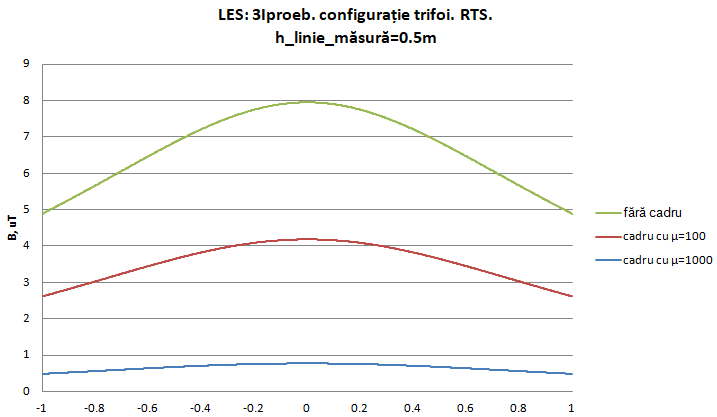 LES: 3Iproeb. configurație trifoi. RTS.
h_linie_măsură=0.5m
9
8
7
6
5
4
3
2
1
0
B, uT
-1 -0.8 -0.6 -0.4 -0.2 0 0.2 0.4 0.6 0.8 1
fără cadru
cadru cu µ=100
cadru cu µ=1000